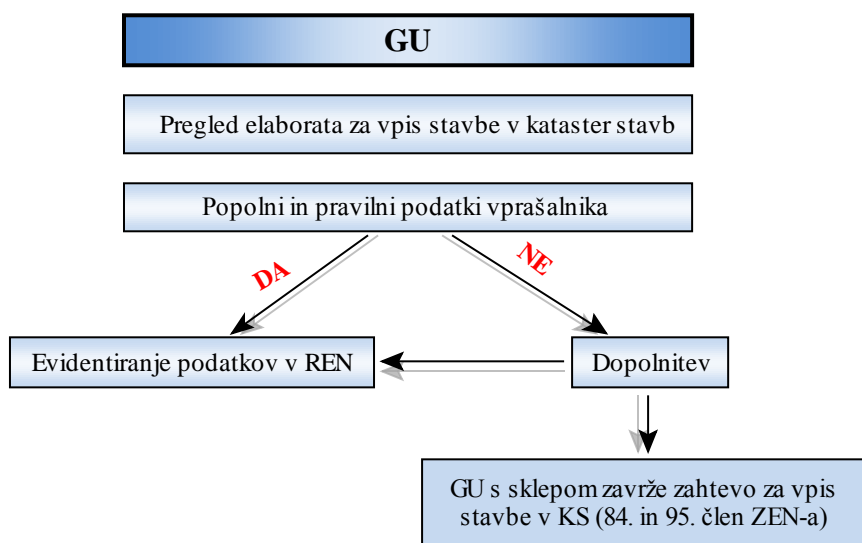 GU
Pregled elaborata za vpis stavbe v kataster stavb
Popolni in pravilni podatki vprašalnika
DA
NE
Evidentiranje podatkov v REN
Dopolnitev
GU s sklepom zavrže zahtevo za vpis
stavbe v KS (84. in 95. člen ZEN-a)